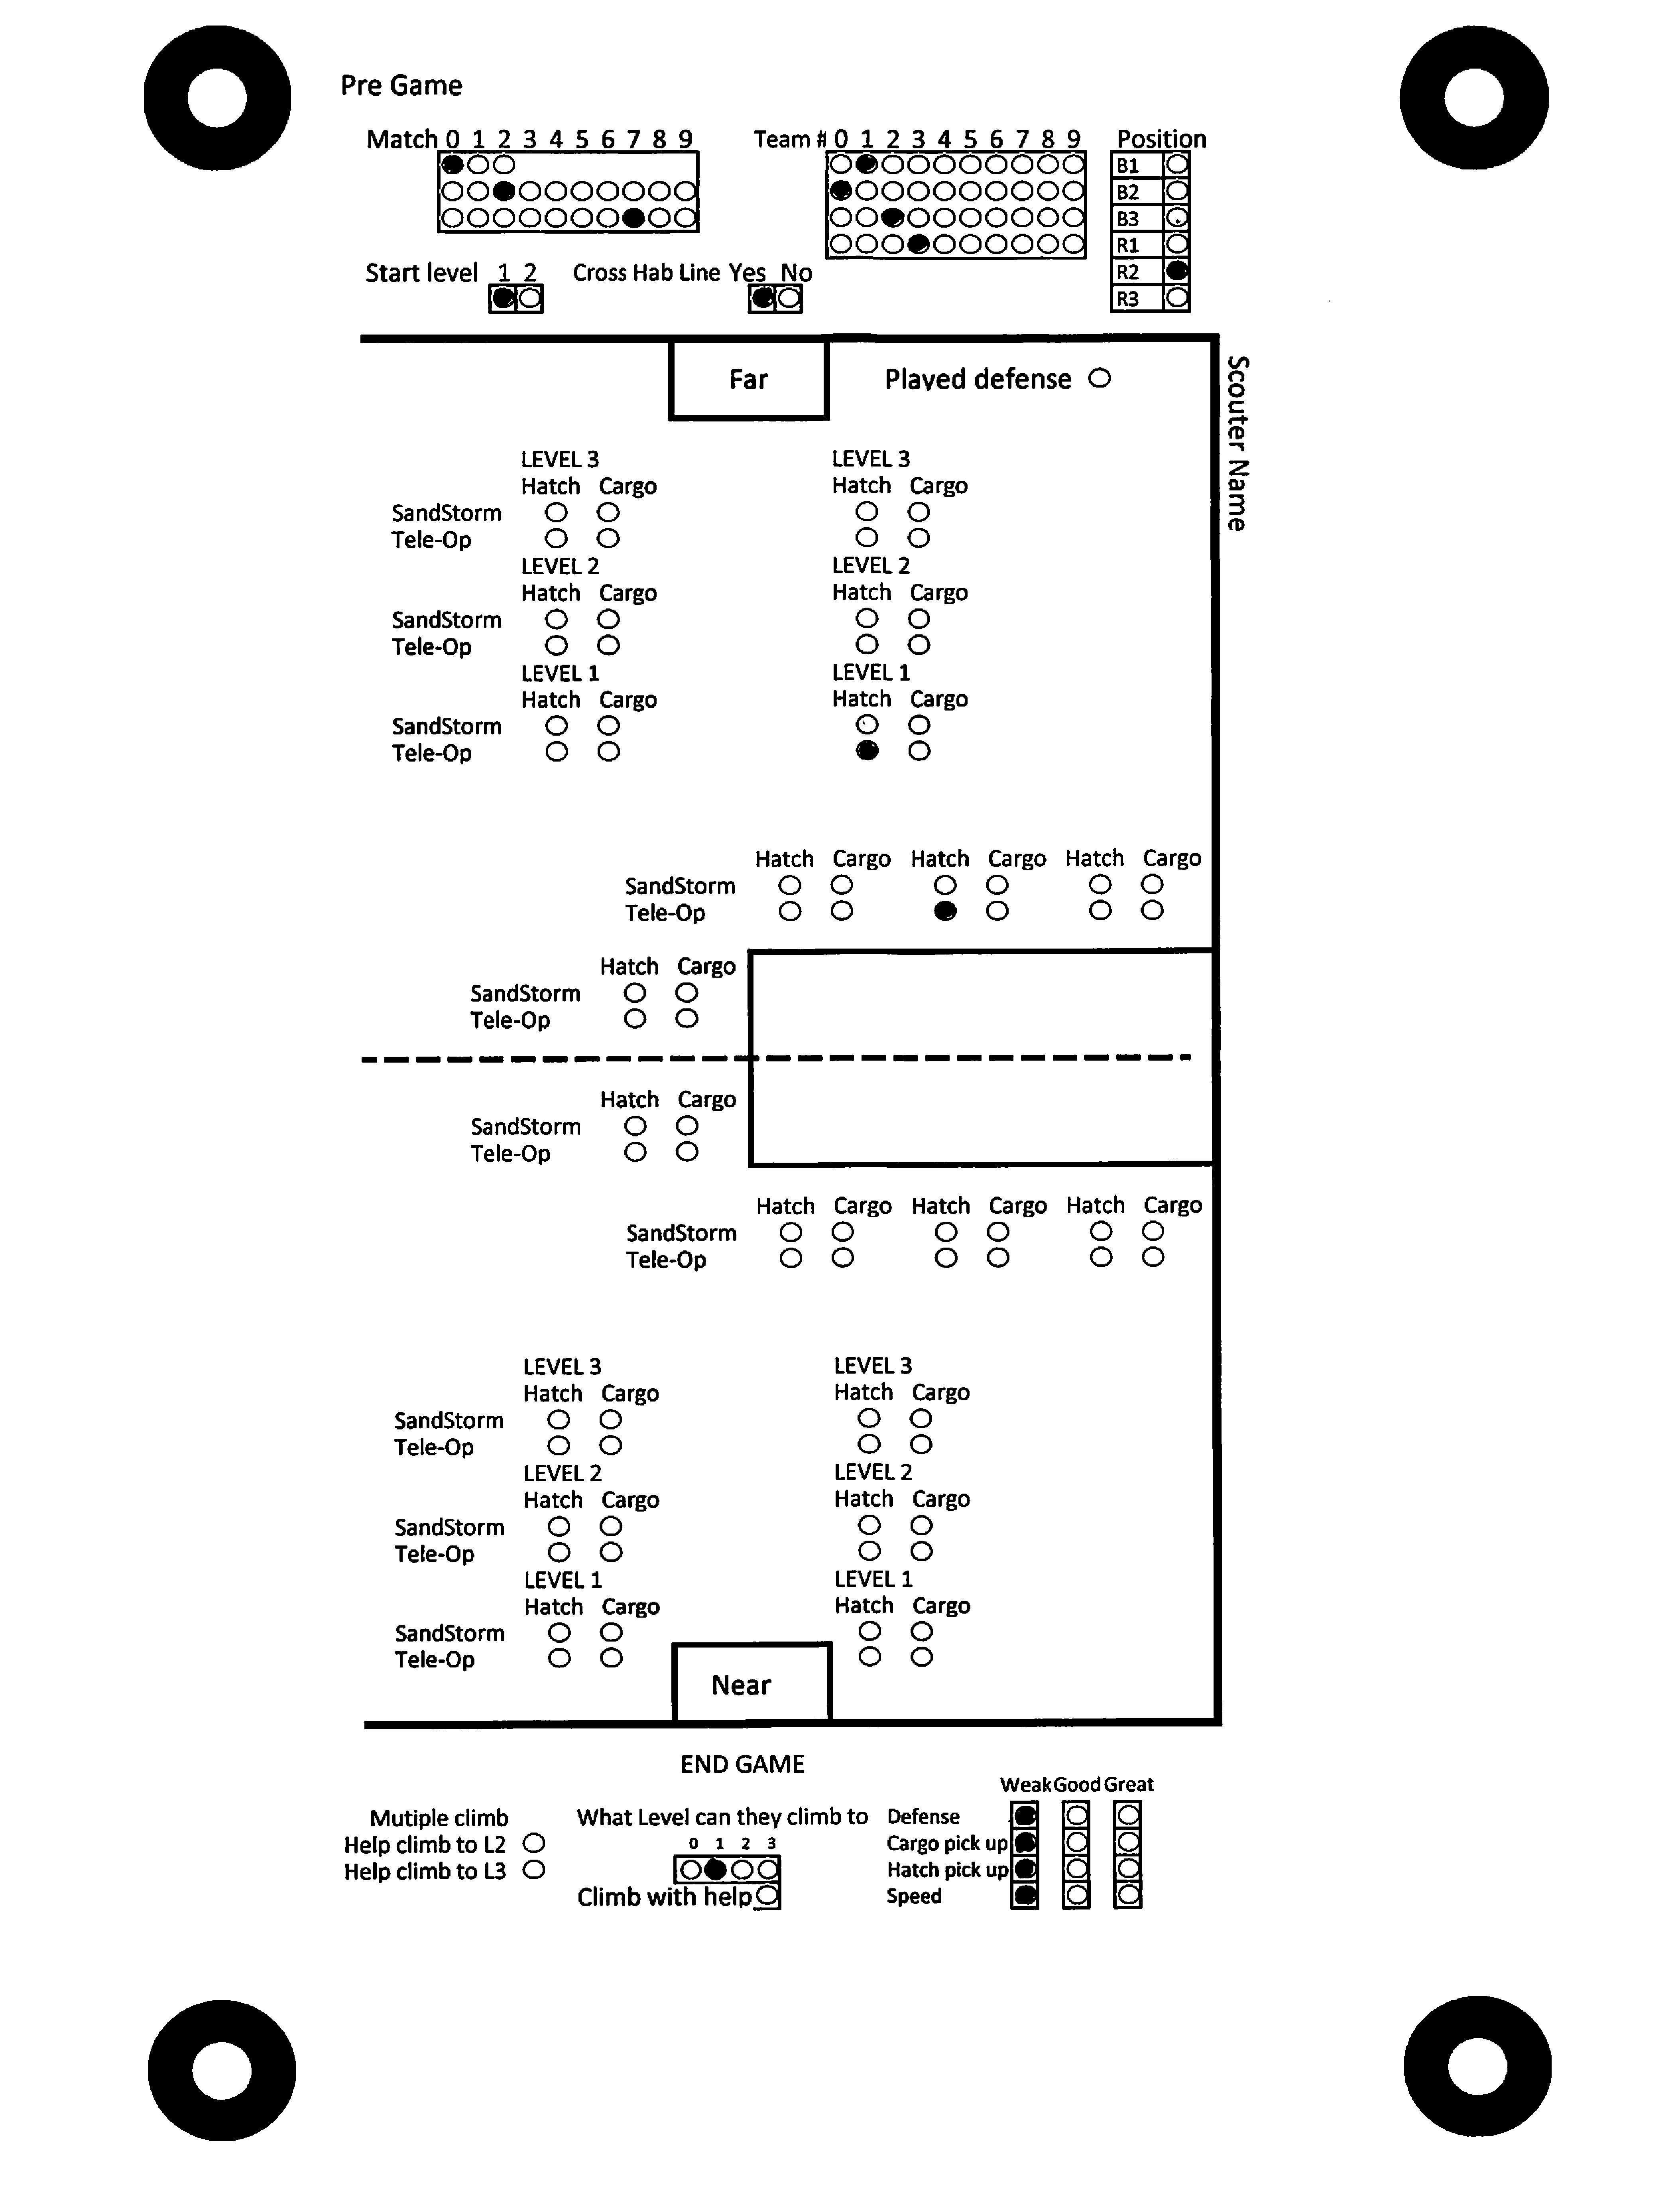 Pre Game
Match 0 1 2 3 4 5 6 7 8 9 Team # 0 1 2 3 4 5 6 7 8 9 Position
B1
B2
B3
R1
R2
R3
Start level 1 2 Cross Hab Line Yes No
Far Played defense
Scouter Name
LEVEL 3 LEVEL 3
Hatch Cargo Hatch Cargo
SandStorm
Tele-Op
LEVEL 2 LEVEL 2
Hatch Cargo Hatch Cargo
SandStorm
Tele-Op
LEVEL 1 LEVEL 1
Hatch Cargo Hatch Cargo
SandStorm
Tele-Op
Hatch Cargo Hatch Cargo Hatch Cargo
SandStorm
Tele-Op
Hatch Cargo
SandStorm
Tele-Op
Hatch Cargo
SandStorm
Tele-Op
Hatch Cargo Hatch Cargo Hatch Cargo
SandStorm
Tele-Op
LEVEL 3 LEVEL 3
Hatch Cargo Hatch Cargo
SandStorm
Tele-Op
LEVEL 2 LEVEL 2
Hatch Cargo Hatch Cargo
SandStorm
Tele-Op
LEVEL 1 LEVEL 1
Hatch Cargo Hatch Cargo
SandStorm
Tele-Op
Near
END GAME
Weak Good Great
Mutiple climb What Level can they climb to Defense
Help climb to L2 0 1 2 3 Cargo pick up
Help climb to L3 Hatch pick up
Climb with help Speed